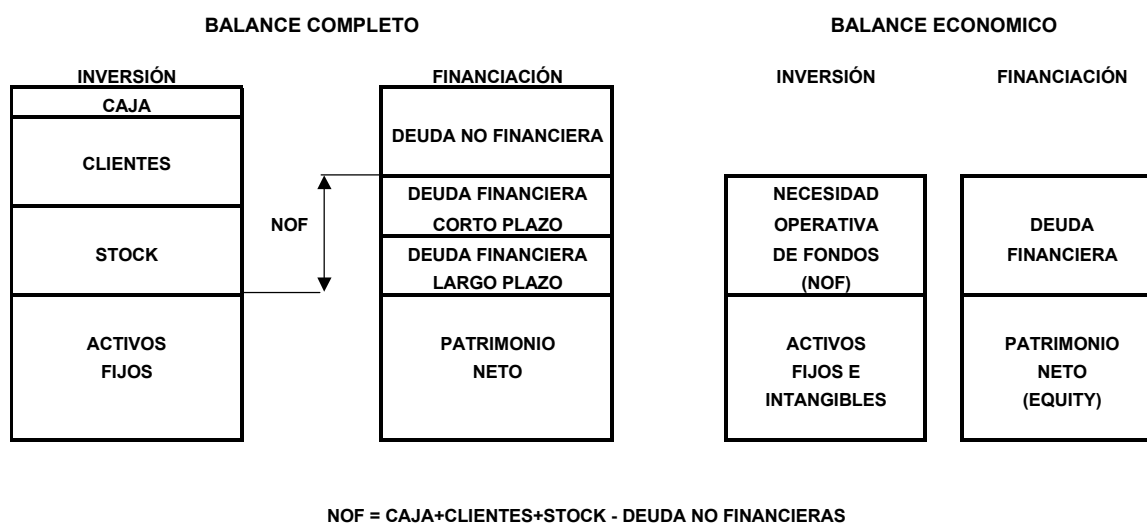 BALANCE COMPLETO
BALANCE ECONOMICO
INVERSIÓN
FINANCIACIÓN
INVERSIÓN
FINANCIACIÓN
CAJA
CLIENTES
STOCK
ACTIVOS
FIJOS
NOF
DEUDA NO FINANCIERA
DEUDA FINANCIERA
CORTO PLAZO
DEUDA FINANCIERA
LARGO PLAZO
PATRIMONIO
NETO
NECESIDAD
OPERATIVA
DE FONDOS
(NOF)
ACTIVOS
FIJOS E
INTANGIBLES
DEUDA
FINANCIERA
PATRIMONIO
NETO
(EQUITY)
NOF = CAJA+CLIENTES+STOCK - DEUDA NO FINANCIERAS